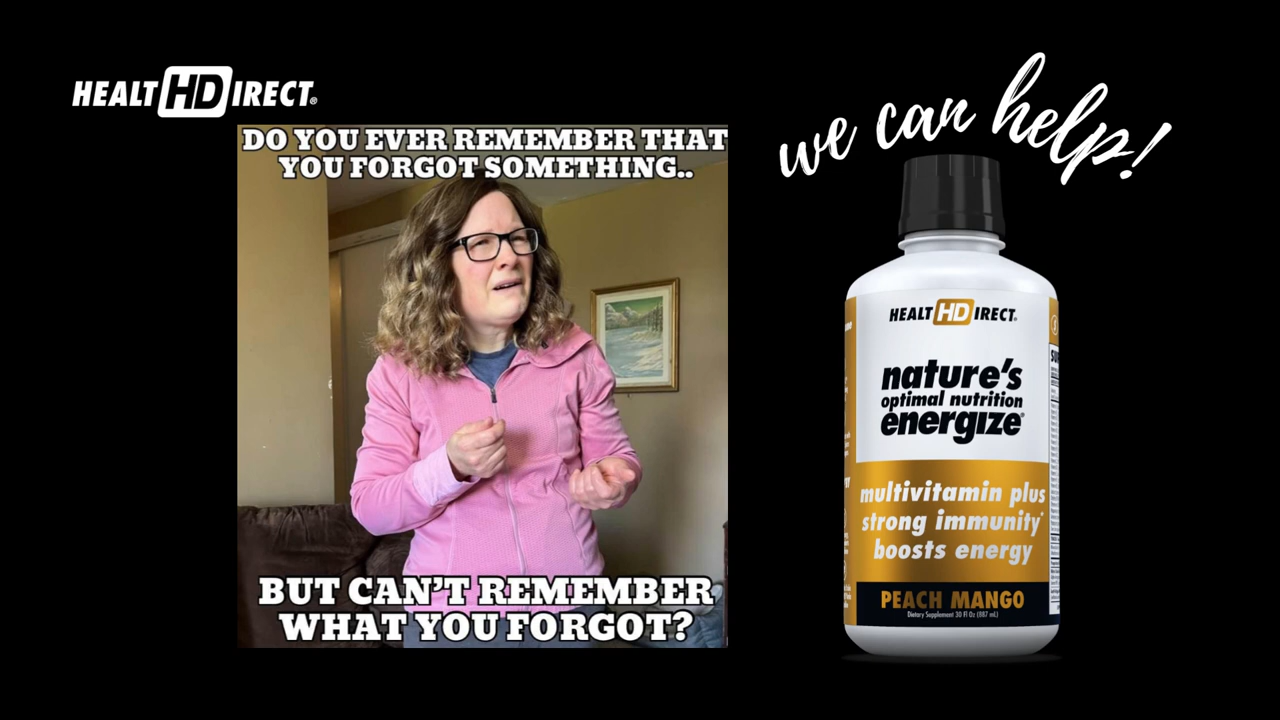 HEALTHDIRECT®
DO YOU EVER REMEMBER THAT
YOU FORGOT SOMETHING..
BUT CAN'T REMEMBER
WHAT YOU FORGOT?
we can help!
HEALTHDIRECT®
nature's
optimal nutrition
energize®
multivitamin plus
strong immunity*
boosts energy
PEACH MANGO
Dietary Supplement 30 Fl Oz (887 mL)